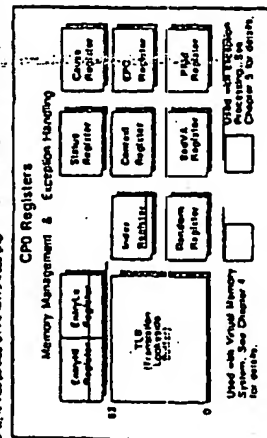 CP0 Registers
Memory Management & Exception Handling
EntryHi Register
EntryLo Register
Index Register
Random Register
Status Register
Context Register
BadVA Register
Cause Register
EPC Register
PRId Register
TLB
(Translation
Lookaside
Buffer)
63
0
Used with Virtual Memory
System. See Chapter 4
for details.
Used with Exception
Processing. See
Chapter 5 for details.